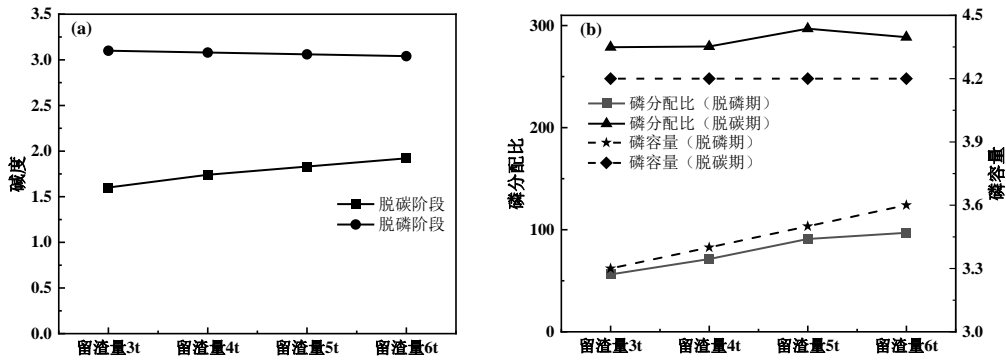 (a)
碱度
5.0
3.5
3.0
2.5
2.0
1.5
1.0
0.5
0.0
脱碳阶段
脱磷阶段
留渣量3t
留渣量4t
留渣量5t
留渣量6t
(b)
磷分配比
300
200
100
0
磷分配比（脱磷期）
磷分配比（脱碳期）
磷容量（脱磷期）
磷容量（脱碳期）
留渣量3t
留渣量4t
留渣量5t
留渣量6t
4.5
4.2
3.9
3.6
3.3
3.0
磷容量